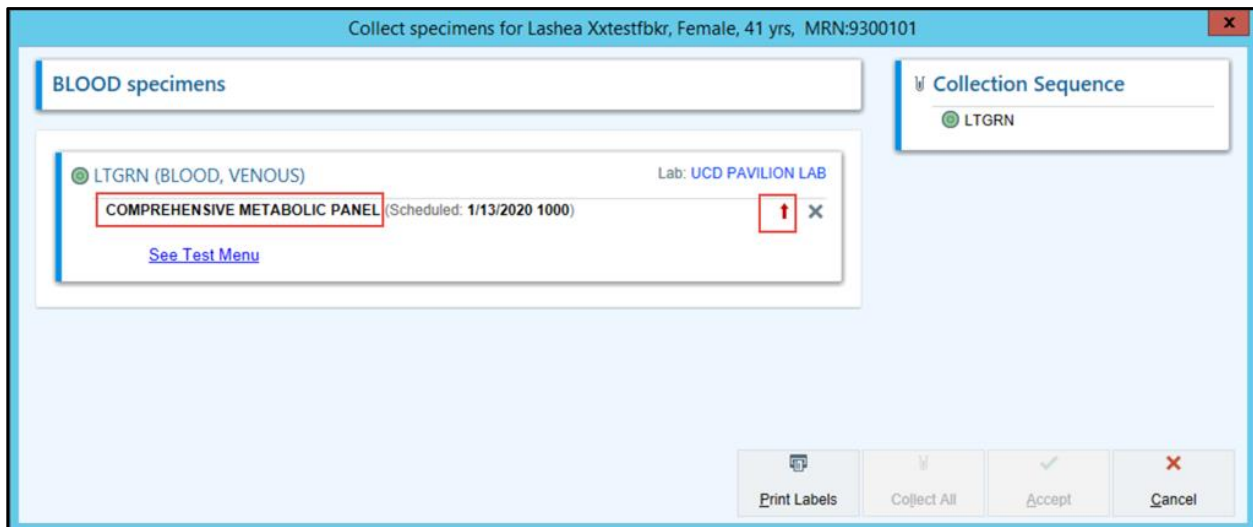 Collect specimens for Lashea Xxtestfbkr, Female, 41 yrs, MRN:9300101
x
BLOOD specimens
Collection Sequence
LTGRN
LTGRN (BLOOD, VENOUS)
Lab: UCD PAVILION LAB
COMPREHENSIVE METABOLIC PANEL (Scheduled: 1/13/2020 1000)
See Test Menu
Print Labels
Collect All
Accept
Cancel